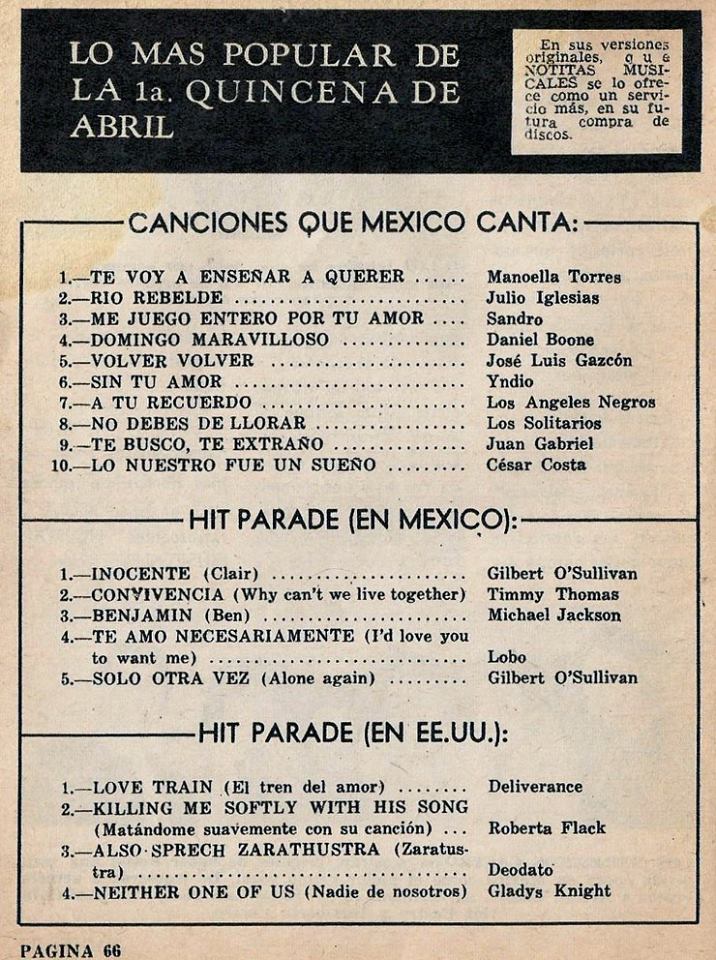 LO MAS POPULAR DE
LA 1a. QUINCENA DE
ABRIL
En sus versiones
originales, que
NOTITAS MUSI-
CALES se lo ofre-
ce como un servi-
cio más, en su fu-
tura compra de
discos.
CANCIONES QUE MEXICO CANTA:
1.—TE VOY A ENSEÑAR A QUERER ...... Manoella Torres
2.—RIO REBELDE ........................ Julio Iglesias
3.—ME JUEGO ENTERO POR TU AMOR .... Sandro
4.—DOMINGO MARAVILLOSO ............. Daniel Boone
5.—VOLVER VOLVER .................... José Luis Gazcón
6.—SIN TU AMOR ........................ Yndio
7.—A TU RECUERDO ..................... Los Angeles Negros
8.—NO DEBES DE LLORAR ................ Los Solitarios
9.—TE BUSCO, TE EXTRAÑO .............. Juan Gabriel
10.—LO NUESTRO FUE UN SUEÑO ......... César Costa
HIT PARADE (EN MEXICO):
1.—INOCENTE (Clair) ...................... Gilbert O'Sullivan
2.—CONVIVENCIA (Why can't we live together) Timmy Thomas
3.—BENJAMIN (Ben) ....................... Michael Jackson
4.—TE AMO NECESARIAMENTE (I'd love you
to want me) ............................. Lobo
5.—SOLO OTRA VEZ (Alone again) ......... Gilbert O'Sullivan
HIT PARADE (EN EE.UU.):
1.—LOVE TRAIN (El tren del amor) ........ Deliverance
2.—KILLING ME SOFTLY WITH HIS SONG
(Matándome suavemente con su canción) ... Roberta Flack
3.—ALSO SPRECH ZARATHUSTRA (Zaratus-
tra) ..................................... Deodato
4.—NEITHER ONE OF US (Nadie de nosotros) Gladys Knight
PAGINA 66